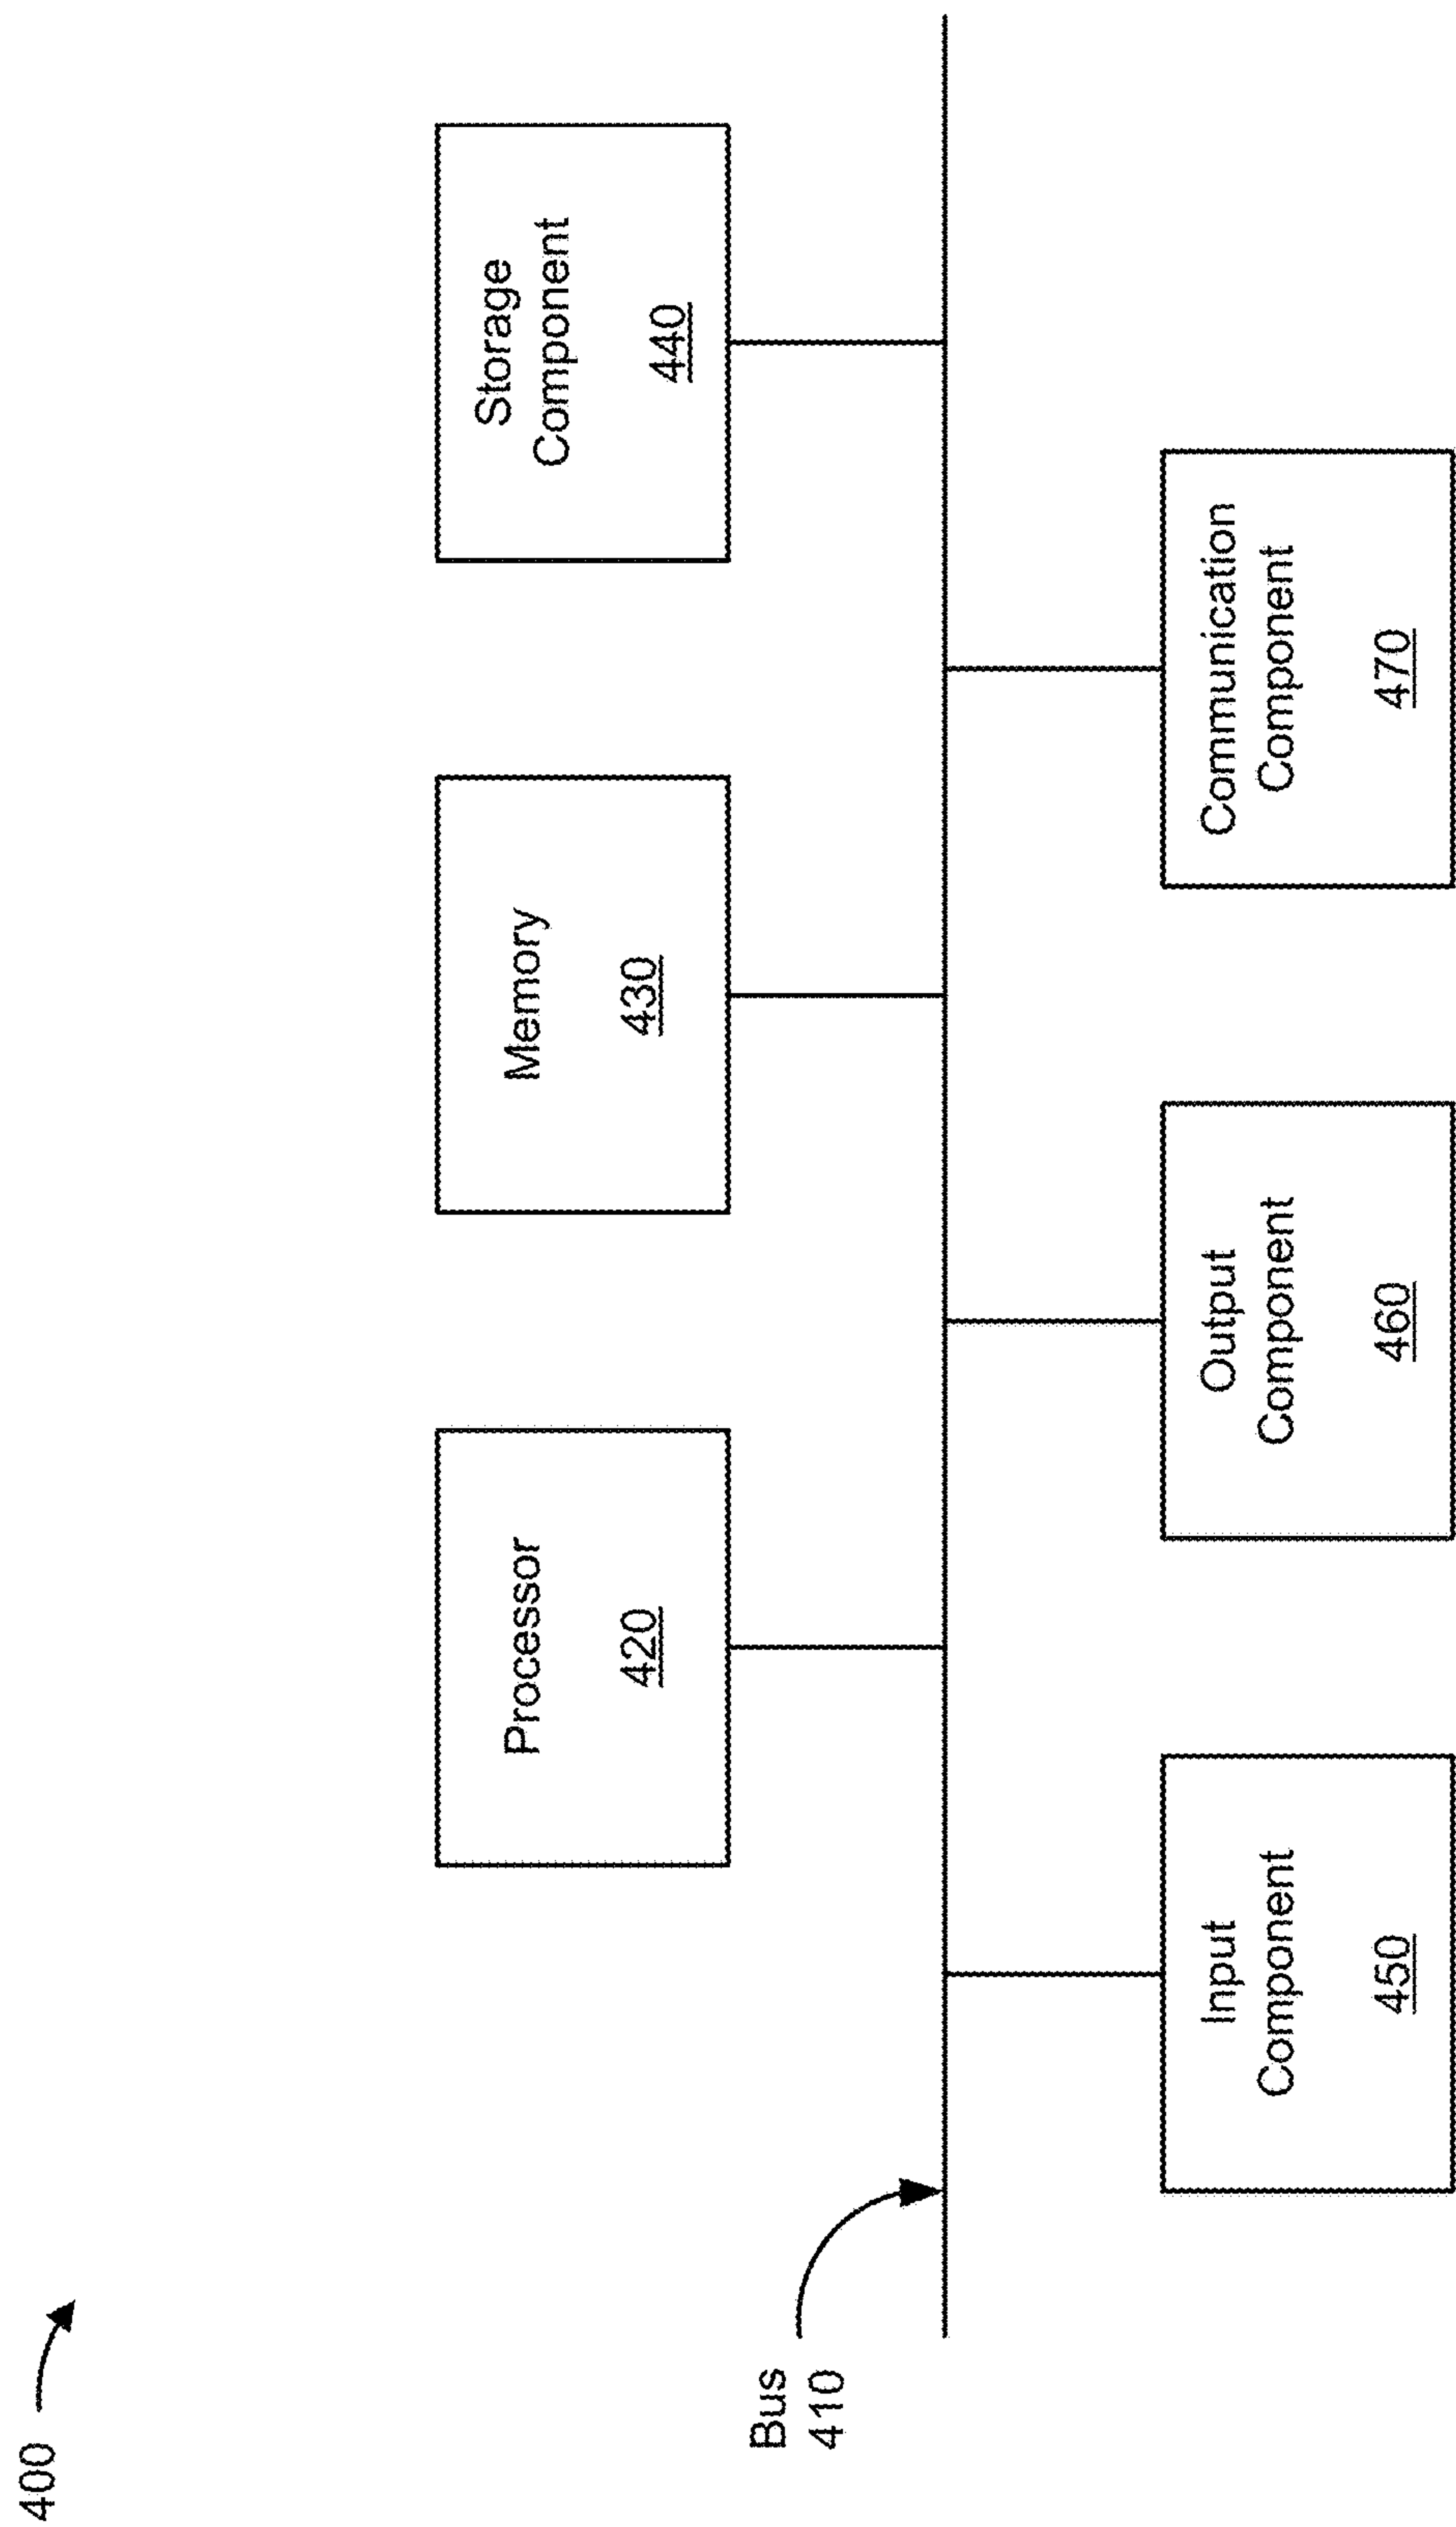 400
Processor
420
Memory
430
Storage
Component
440
Bus
410
Input
Component
450
Output
Component
460
Communication
Component
470